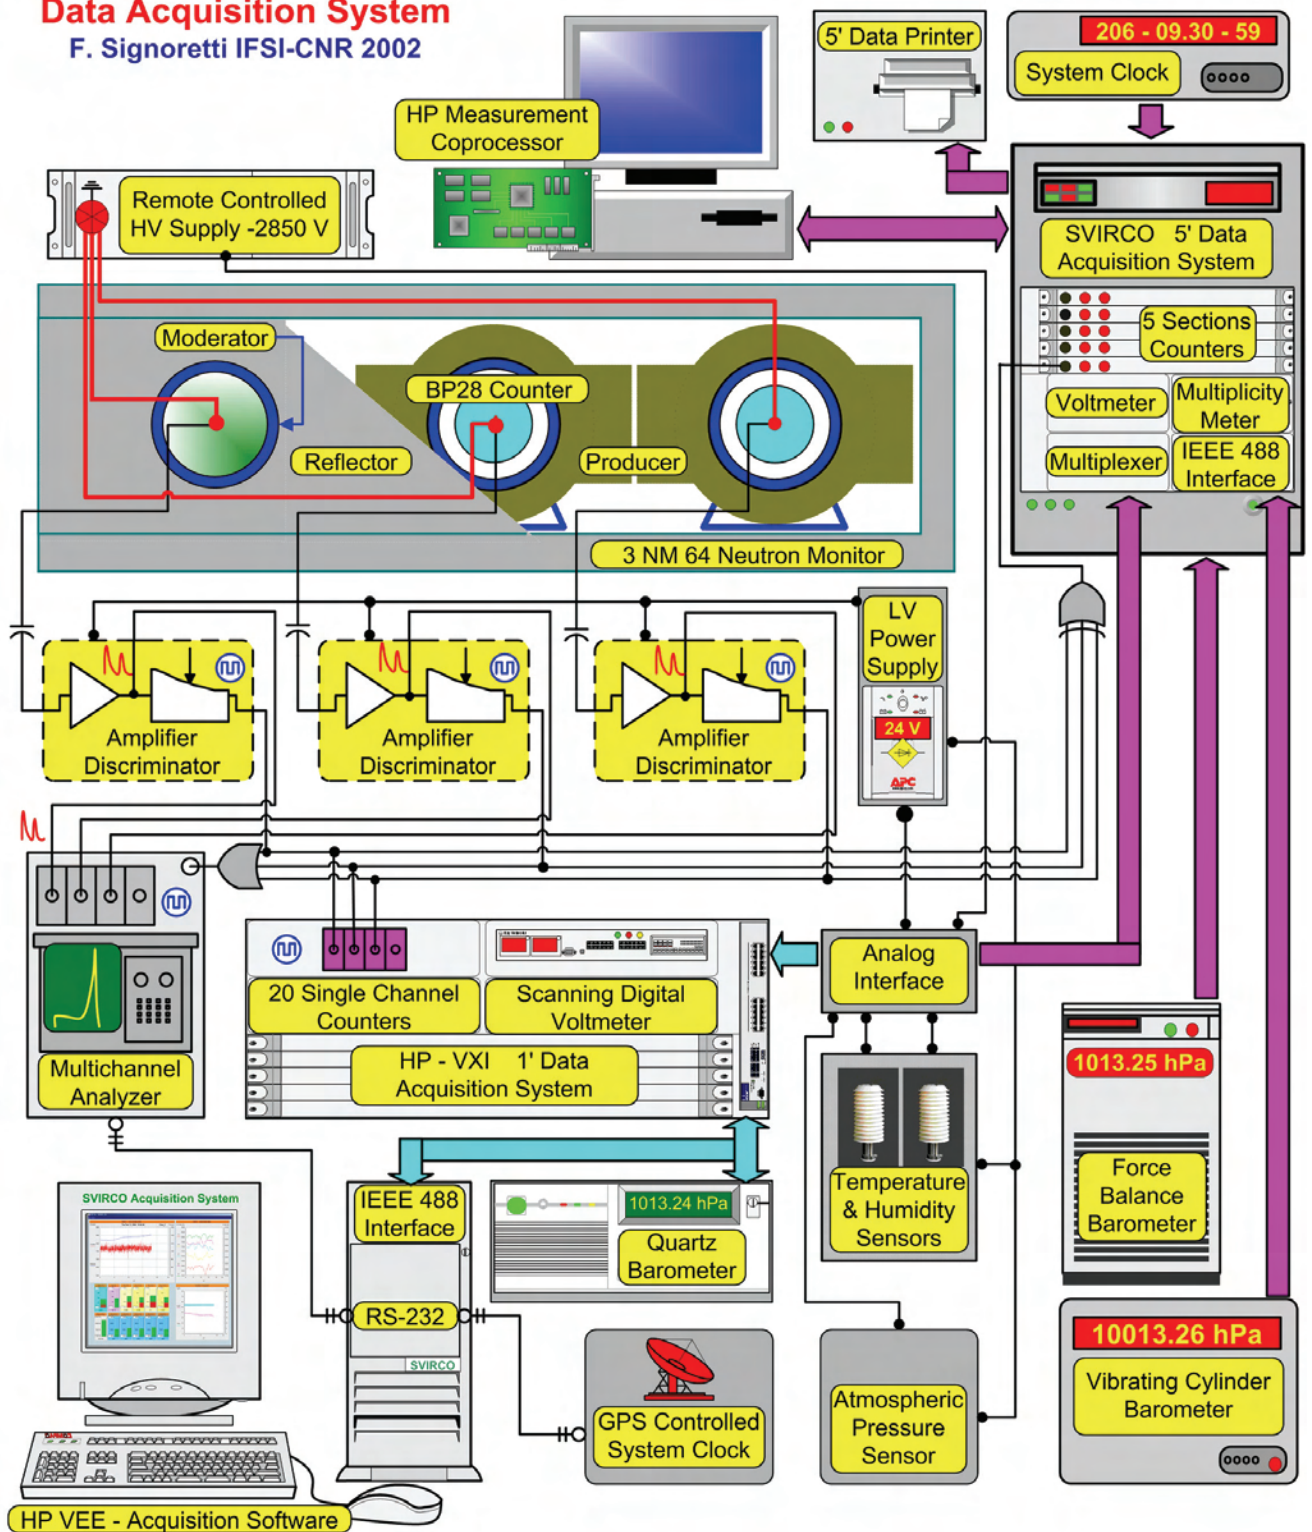 Data Acquisition System
F. Signoretti IFSI-CNR 2002
5' Data Printer
206 - 09.30 - 59
System Clock
HP Measurement
Coprocessor
Remote Controlled
HV Supply -2850 V
SVIRCO 5' Data
Acquisition System
5 Sections
Counters
Voltmeter
Multiplicity
Meter
Multiplexer
IEEE 488
Interface
Moderator
BP28 Counter
Reflector
Producer
3 NM 64 Neutron Monitor
LV
Power
Supply
24 V
APC
Amplifier
Discriminator
Amplifier
Discriminator
Amplifier
Discriminator
Analog
Interface
20 Single Channel
Counters
Scanning Digital
Voltmeter
HP - VXI 1' Data
Acquisition System
Multichannel
Analyzer
1013.25 hPa
Force
Balance
Barometer
Temperature
& Humidity
Sensors
SVIRCO Acquisition System
IEEE 488
Interface
1013.24 hPa
Quartz
Barometer
RS-232
SVIRCO
GPS Controlled
System Clock
Atmospheric
Pressure
Sensor
10013.26 hPa
Vibrating Cylinder
Barometer
HP VEE - Acquisition Software